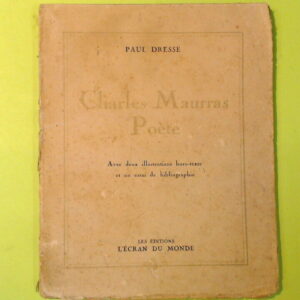 PAUL DRESSE
Charles Maurras
Poète
Avec deux illustrations hors-texte
et un essai de bibliographie
LES EDITIONS
L'ÉCRAN DU MONDE